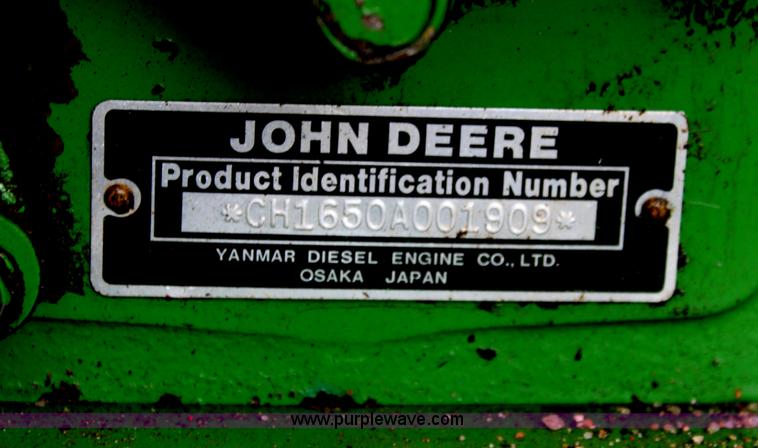 JOHN DEERE
Product Identification Number
*CH1650A001909*
YANMAR DIESEL ENGINE CO., LTD.
OSAKA JAPAN
www.purplewave.com